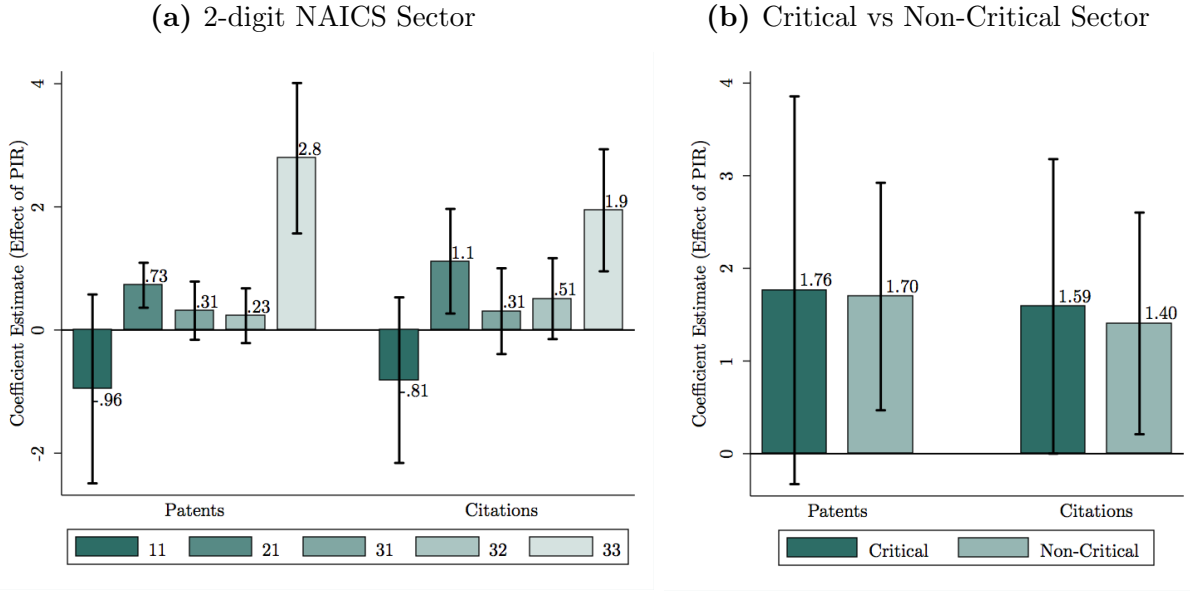 (a) 2-digit NAICS Sector
Coefficient Estimate (Effect of PIR)
4
2
0
-2
-.96
.73
.31
.23
2.8
-.81
1.1
.31
.51
1.9
Patents
Citations
11 21 31 32 33
(b) Critical vs Non-Critical Sector
Coefficient Estimate (Effect of PIR)
4
3
2
1
0
1.76
1.70
1.59
1.40
Patents
Citations
Critical Non-Critical